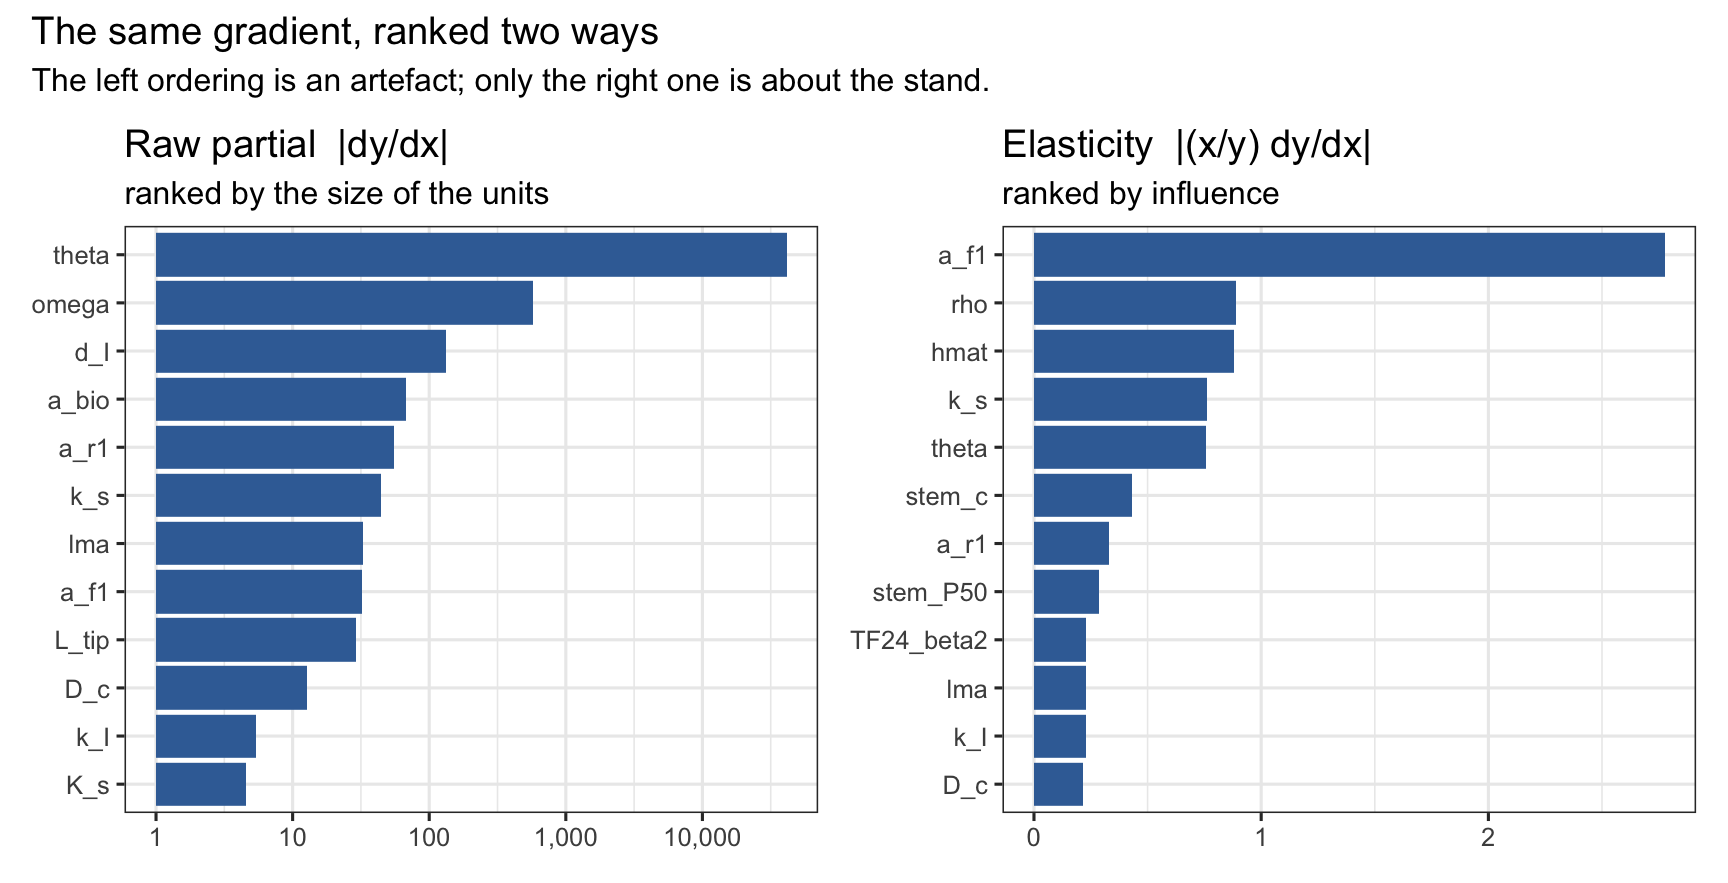 The same gradient, ranked two ways
The left ordering is an artefact; only the right one is about the stand.
Raw partial  |dy/dx|
ranked by the size of the units
theta
omega
d_I
a_bio
a_r1
k_s
lma
a_f1
L_tip
D_c
k_I
K_s
1
10
100
1,000
10,000
Elasticity  |(x/y) dy/dx|
ranked by influence
a_f1
rho
hmat
k_s
theta
stem_c
a_r1
stem_P50
TF24_beta2
lma
k_I
D_c
0
1
2